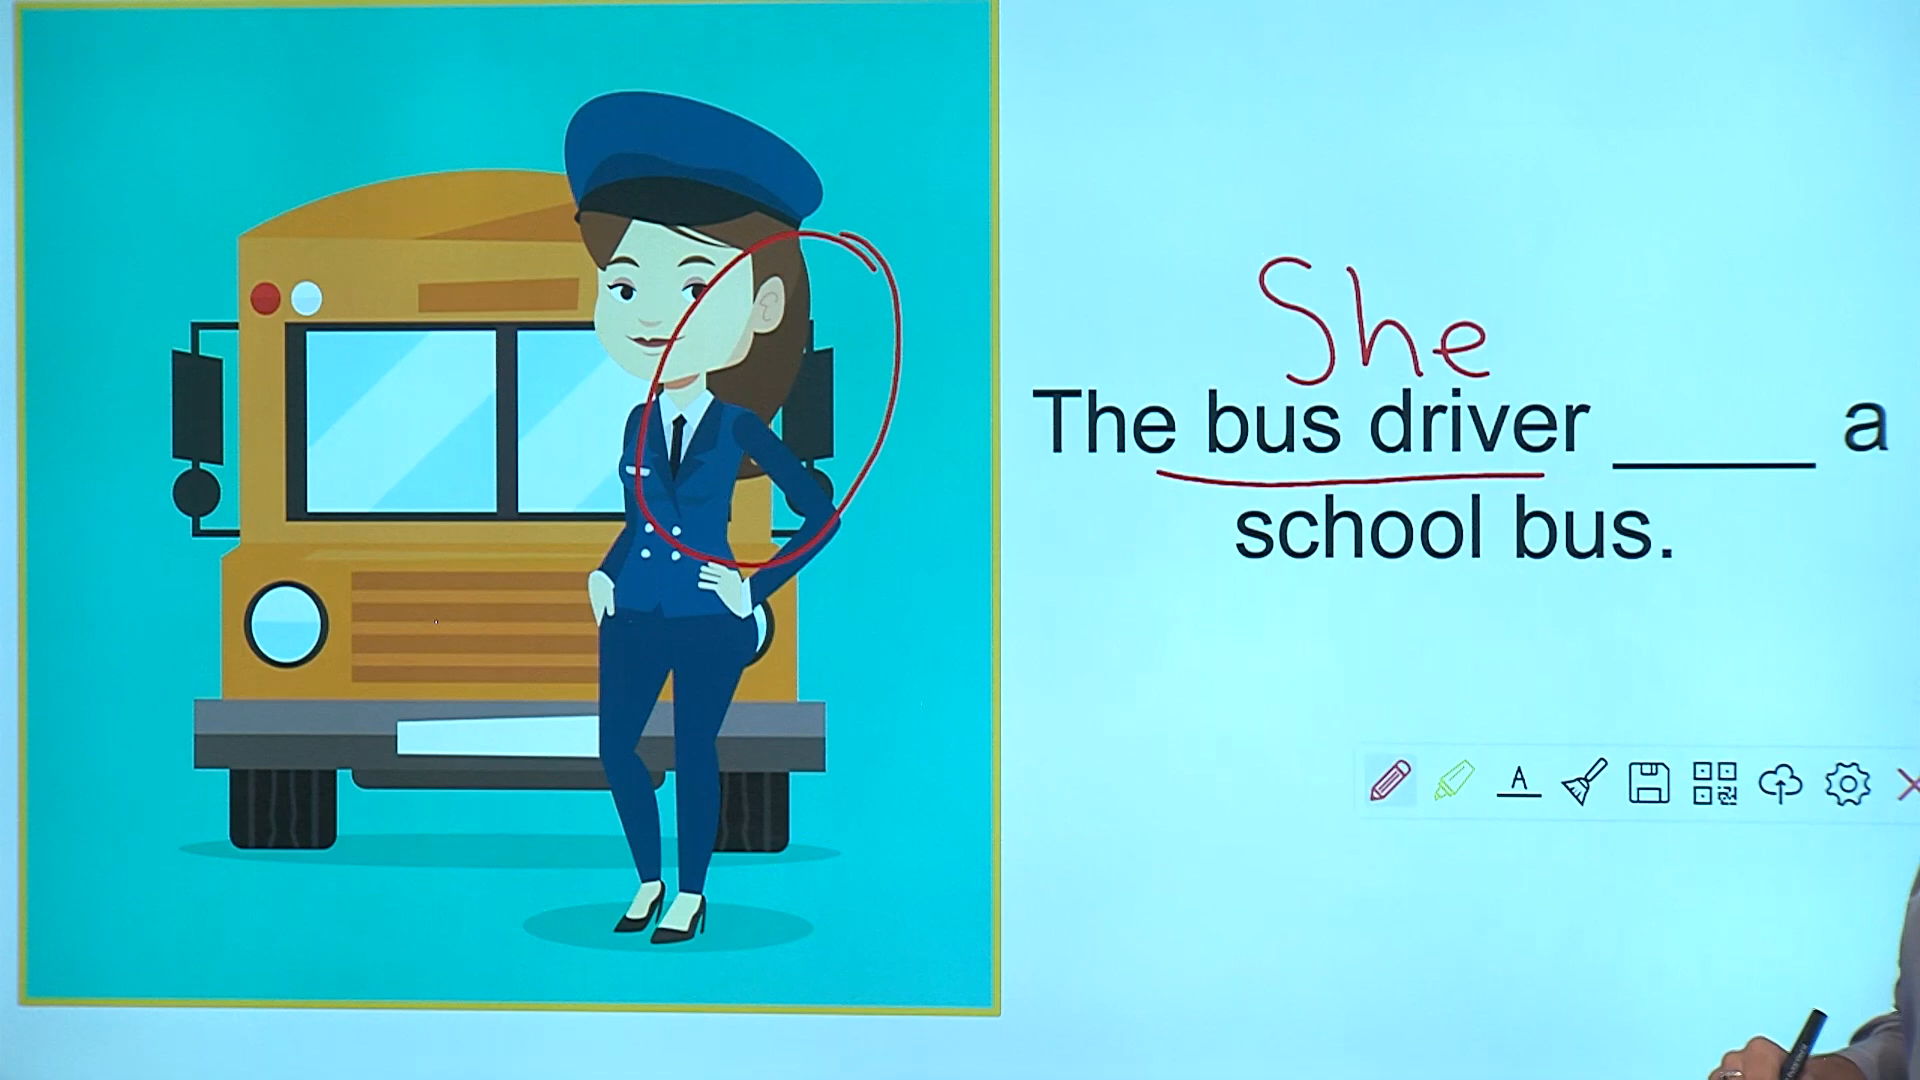 She
The bus driver _____ a
school bus.
A